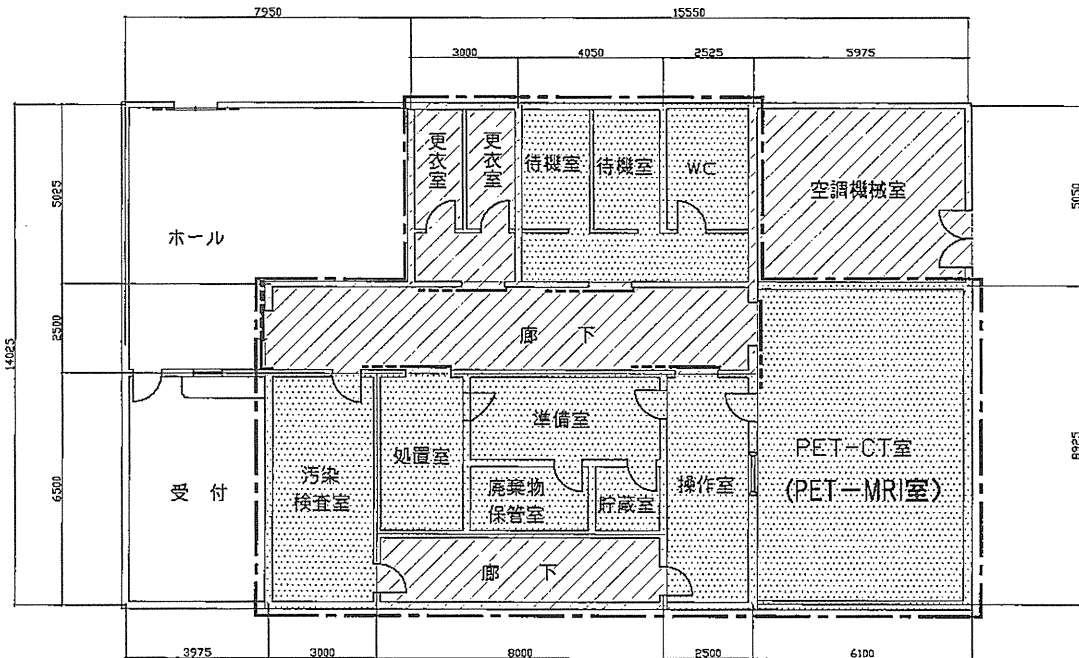 7950
15550
3000
4050
2525
5975
更衣室
更衣室
待機室
待機室
WC
空調機械室
5025
5050
ホール
14025
2500
廊 下
準備室
処置室
PET-CT室
(PET-MRI室)
8925
6500
受 付
汚染
検査室
廃棄物
保管室
貯蔵室
操作室
廊 下
3975
3000
8000
2500
6100